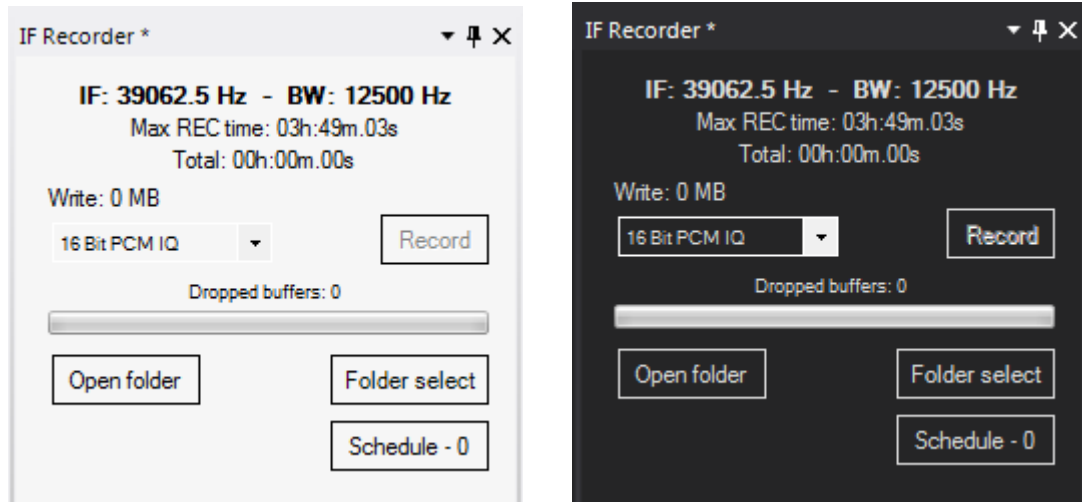 IF Recorder *
IF: 39062.5 Hz - BW: 12500 Hz
Max REC time: 03h:49m.03s
Total: 00h:00m.00s
Write: 0 MB
16 Bit PCM IQ
Record
Dropped buffers: 0
Open folder
Folder select
Schedule - 0
IF Recorder *
IF: 39062.5 Hz - BW: 12500 Hz
Max REC time: 03h:49m.03s
Total: 00h:00m.00s
Write: 0 MB
16 Bit PCM IQ
Record
Dropped buffers: 0
Open folder
Folder select
Schedule - 0